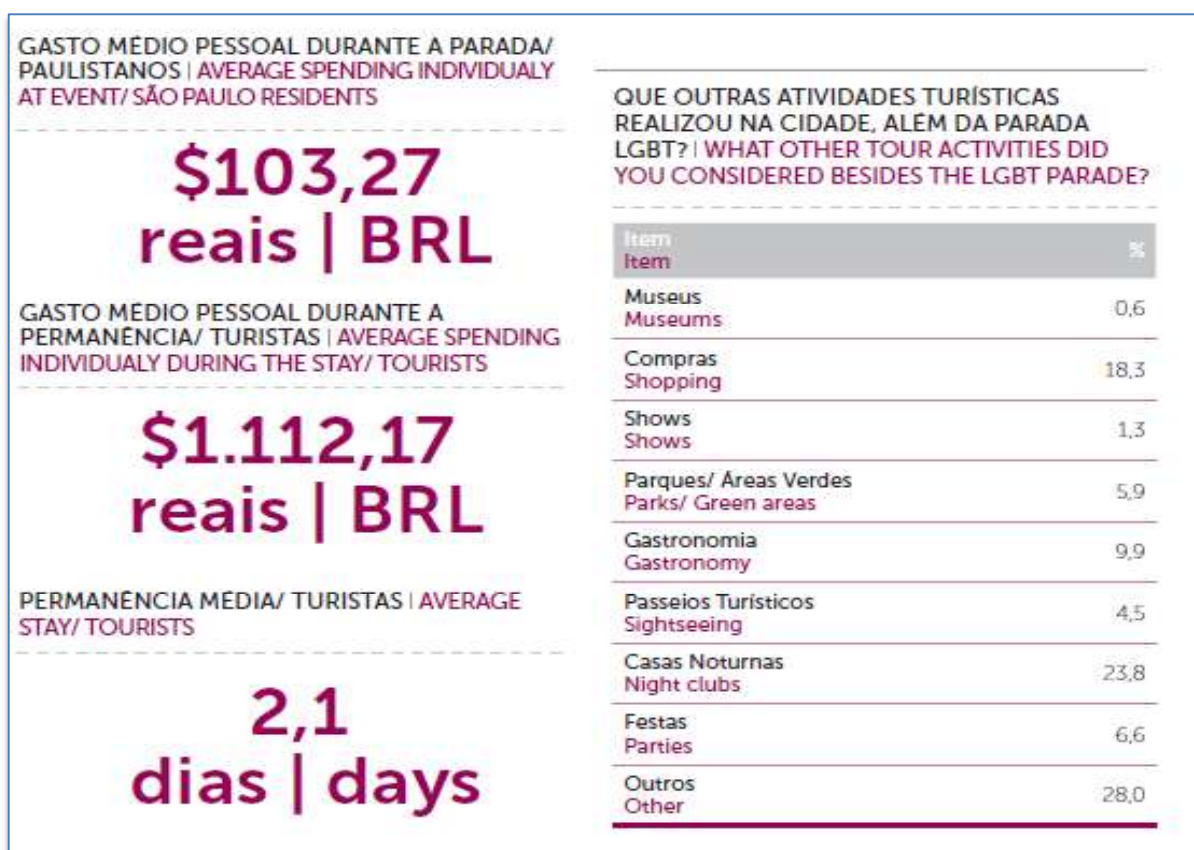 GASTO MÉDIO PESSOAL DURANTE A PARADA/
PAULISTANOS | AVERAGE SPENDING INDIVIDUALY
AT EVENT/ SÃO PAULO RESIDENTS
$103,27
reais | BRL
GASTO MÉDIO PESSOAL DURANTE A
PERMANÊNCIA/ TURISTAS | AVERAGE SPENDING
INDIVIDUALY DURING THE STAY/ TOURISTS
$1.112,17
reais | BRL
PERMANÊNCIA MÉDIA/ TURISTAS | AVERAGE
STAY/ TOURISTS
2,1
dias | days
QUE OUTRAS ATIVIDADES TURÍSTICAS
REALIZOU NA CIDADE, ALÉM DA PARADA
LGBT? | WHAT OTHER TOUR ACTIVITIES DID
YOU CONSIDERED BESIDES THE LGBT PARADE?
Item %
Item
Museus 0,6
Museums
Compras 18,3
Shopping
Shows 1,3
Shows
Parques/ Áreas Verdes 5,9
Parks/ Green areas
Gastronomia 9,9
Gastronomy
Passeios Turísticos 4,5
Sightseeing
Casas Noturnas 23,8
Night clubs
Festas 6,6
Parties
Outros 28,0
Other